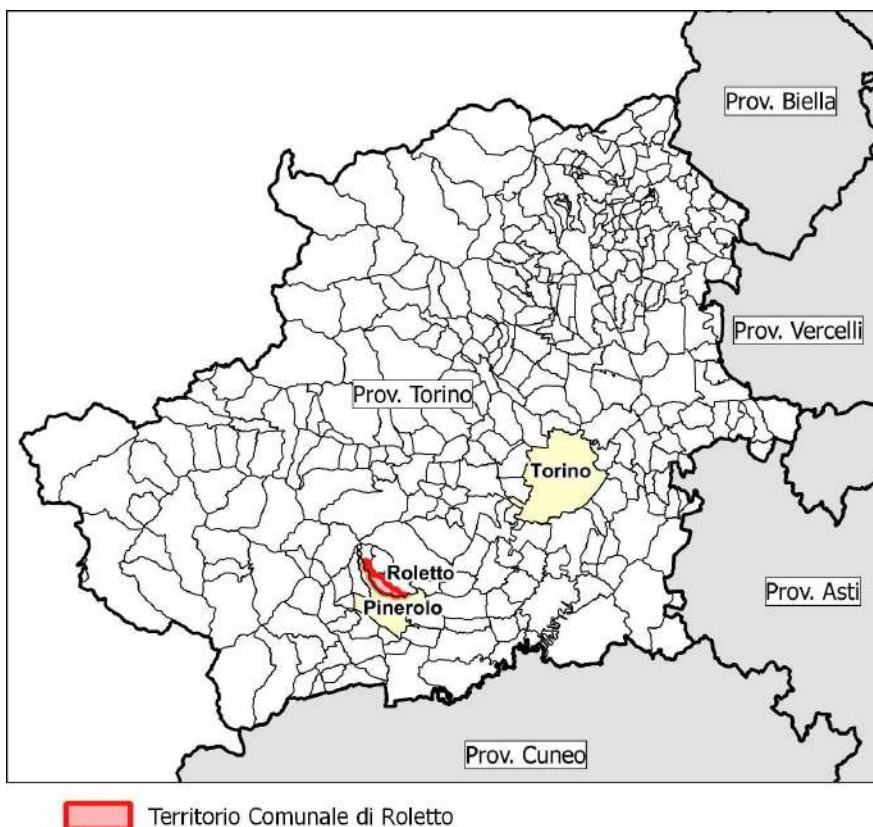 Prov. Biella
Prov. Vercelli
Prov. Torino
Torino
Roletto
Prov. Asti
Pinerolo
Prov. Cuneo
Territorio Comunale di Roletto